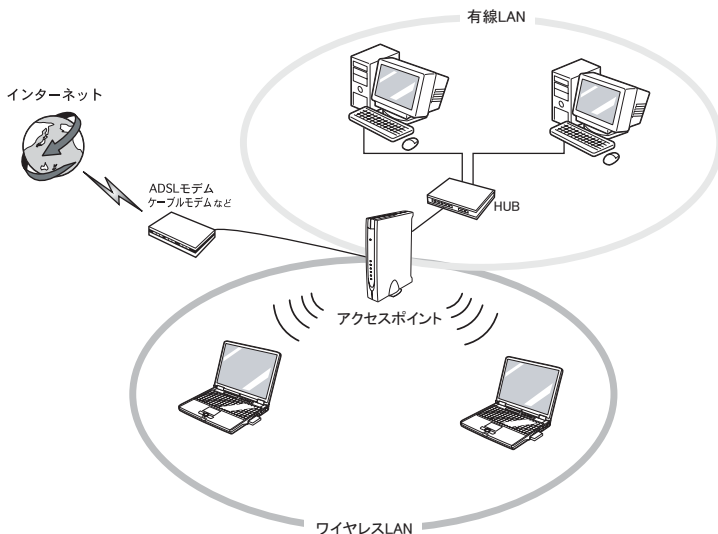 有線LAN
インターネット
ADSLモデム
ケーブルモデムなど
HUB
アクセスポイント
ワイヤレスLAN